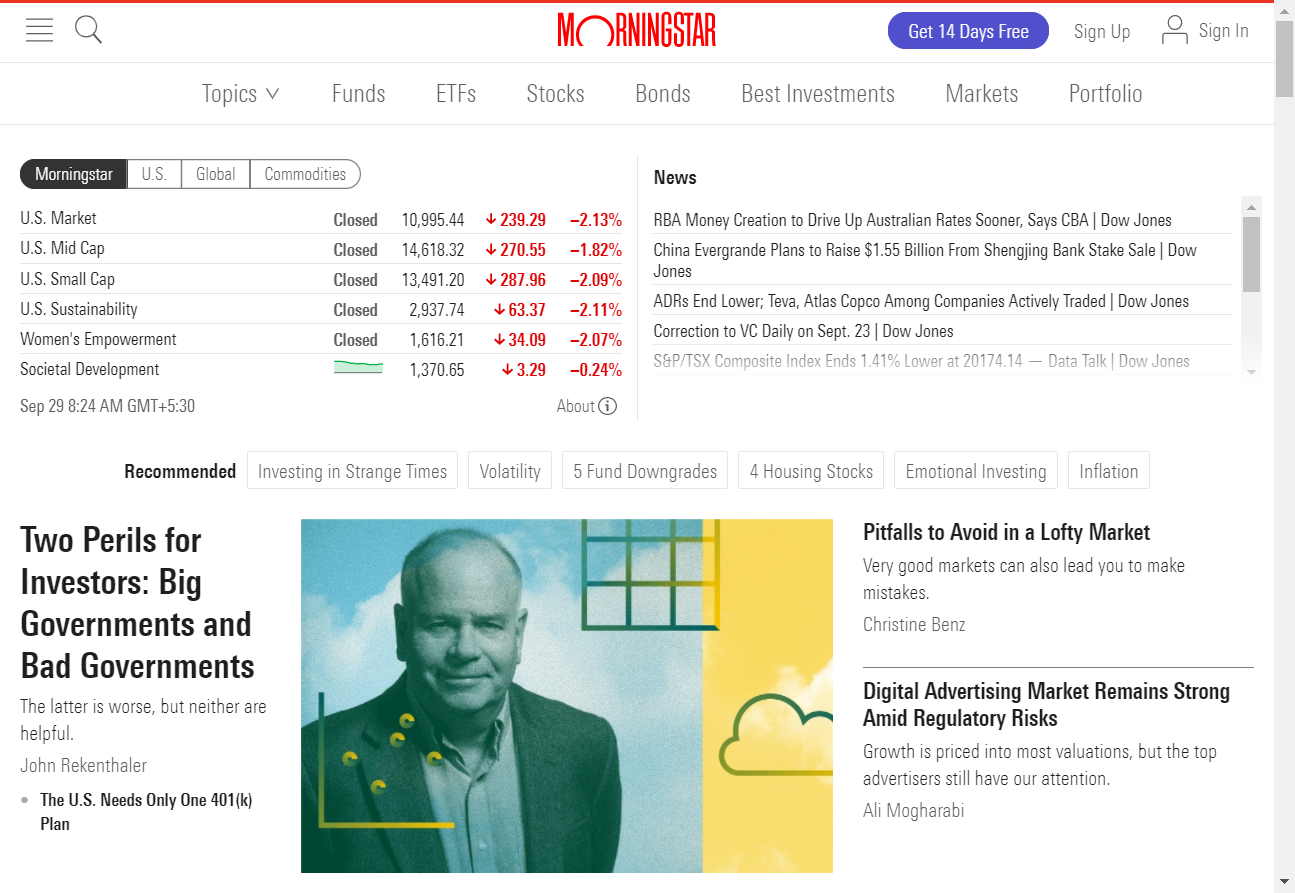 MORNINGSTAR
Get 14 Days Free
Sign Up
Sign In
Topics
Funds
ETFs
Stocks
Bonds
Best Investments
Markets
Portfolio
Morningstar
U.S.
Global
Commodities
U.S. Market Closed 10,995.44 ↓ 239.29 −2.13%
U.S. Mid Cap Closed 14,618.32 ↓ 270.55 −1.82%
U.S. Small Cap Closed 13,491.20 ↓ 287.96 −2.09%
U.S. Sustainability Closed 2,937.74 ↓ 63.37 −2.11%
Women's Empowerment Closed 1,616.21 ↓ 34.09 −2.07%
Societal Development 1,370.65 ↓ 3.29 −0.24%
Sep 29 8:24 AM GMT+5:30
About
News
RBA Money Creation to Drive Up Australian Rates Sooner, Says CBA | Dow Jones
China Evergrande Plans to Raise $1.55 Billion From Shengjing Bank Stake Sale | Dow
Jones
ADRs End Lower; Teva, Atlas Copco Among Companies Actively Traded | Dow Jones
Correction to VC Daily on Sept. 23 | Dow Jones
S&P/TSX Composite Index Ends 1.41% Lower at 20174.14 — Data Talk | Dow Jones
Recommended
Investing in Strange Times
Volatility
5 Fund Downgrades
4 Housing Stocks
Emotional Investing
Inflation
Two Perils for
Investors: Big
Governments and
Bad Governments
The latter is worse, but neither are
helpful.
John Rekenthaler
The U.S. Needs Only One 401(k)
Plan
Pitfalls to Avoid in a Lofty Market
Very good markets can also lead you to make
mistakes.
Christine Benz
Digital Advertising Market Remains Strong
Amid Regulatory Risks
Growth is priced into most valuations, but the top
advertisers still have our attention.
Ali Mogharabi